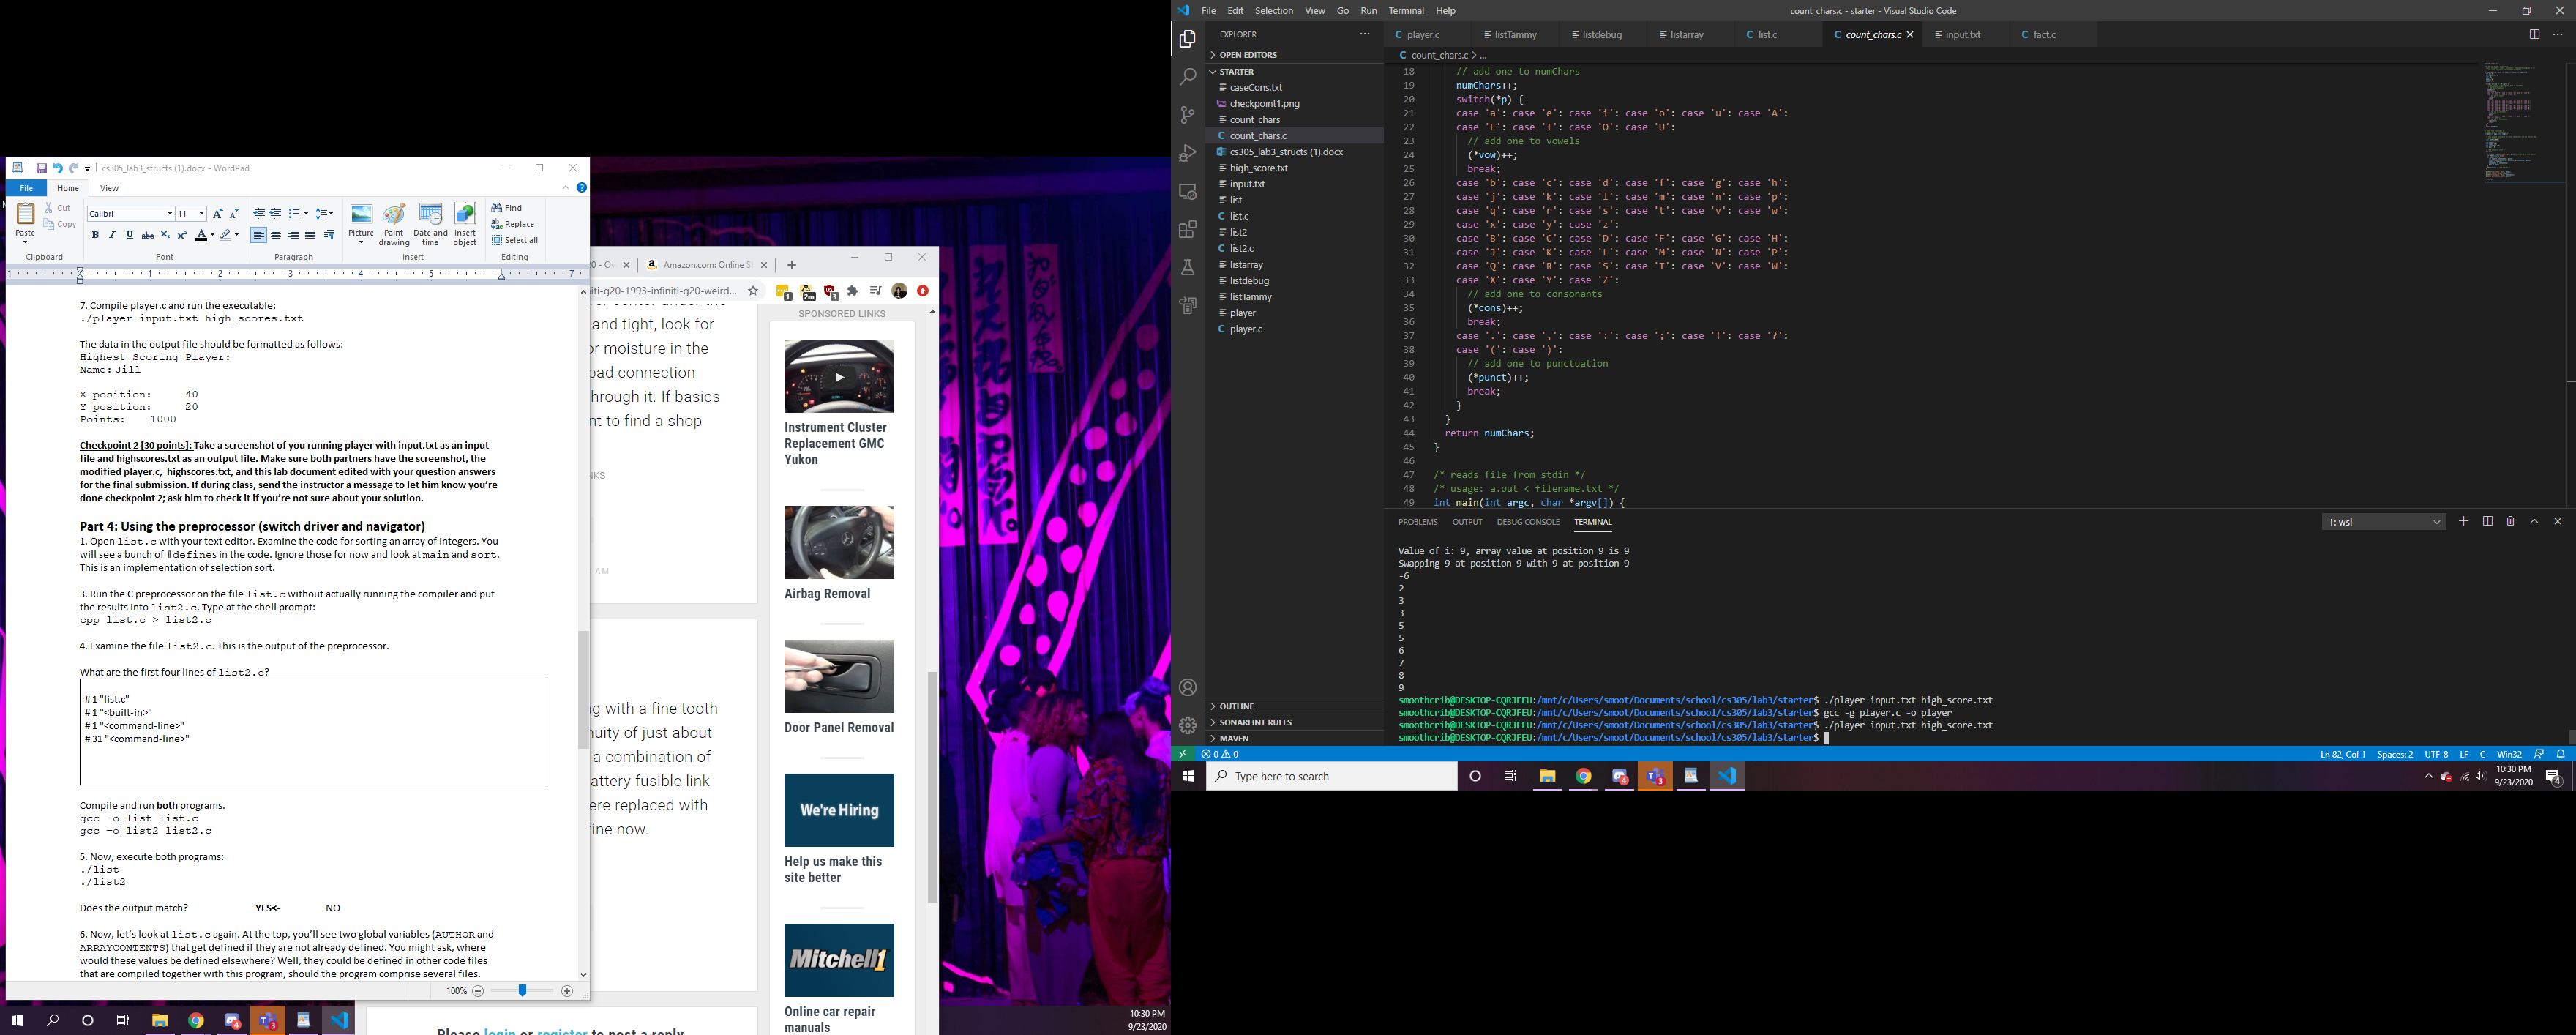 cs305_lab3_structs (1).docx - WordPad
File Home View
Paste
Cut
Copy
Calibri 11
B I U abc X₂ X² A
Picture
Paint drawing
Date and time
Insert object
Find
Replace
Select all
Clipboard Font Paragraph Insert Editing
1 1 2 3 4 5 7
7. Compile player.c and run the executable:
./player input.txt high_scores.txt
The data in the output file should be formatted as follows:
Highest Scoring Player:
Name: Jill
X position: 40
Y position: 20
Points: 1000
Checkpoint 2 [30 points]: Take a screenshot of you running player with input.txt as an input
file and highscores.txt as an output file. Make sure both partners have the screenshot, the
modified player.c, highscores.txt, and this lab document edited with your question answers
for the final submission. If during class, send the instructor a message to let him know you're
done checkpoint 2; ask him to check it if you're not sure about your solution.
Part 4: Using the preprocessor (switch driver and navigator)
1. Open list.c with your text editor. Examine the code for sorting an array of integers. You
will see a bunch of #defines in the code. Ignore those for now and look at main and sort.
This is an implementation of selection sort.
3. Run the C preprocessor on the file list.c without actually running the compiler and put
the results into list2.c. Type at the shell prompt:
cpp list.c > list2.c
4. Examine the file list2.c. This is the output of the preprocessor.
What are the first four lines of list2.c?
# 1 "list.c"
# 1 "<built-in>"
# 1 "<command-line>"
# 31 "<command-line>"
Compile and run both programs.
gcc -o list list.c
gcc -o list2 list2.c
5. Now, execute both programs:
./list
./list2
Does the output match? YES<- NO
6. Now, let's look at list.c again. At the top, you'll see two global variables (AUTHOR and
ARRAYCONTENTS) that get defined if they are not already defined. You might ask, where
would these values be defined elsewhere? Well, they could be defined in other code files
that are compiled together with this program, should the program comprise several files.
100%
Amazon.com: Online S
iti-g20-1993-infiniti-g20-weird...
and tight, look for
or moisture in the
bad connection
hrough it. If basics
nt to find a shop
NKS
AM
g with a fine tooth
nuity of just about
a combination of
attery fusible link
ere replaced with
fine now.
Please login or register to post a reply.
SPONSORED LINKS
Instrument Cluster
Replacement GMC
Yukon
Airbag Removal
Door Panel Removal
We're Hiring
Help us make this
site better
Mitchell1
Online car repair
manuals
10:30 PM
9/23/2020
File Edit Selection View Go Run Terminal Help
count_chars.c - starter - Visual Studio Code
EXPLORER
OPEN EDITORS
STARTER
caseCons.txt
checkpoint1.png
count_chars
count_chars.c
cs305_lab3_structs (1).docx
high_score.txt
input.txt
list
list.c
list2
list2.c
listarray
listdebug
listTammy
player
player.c
OUTLINE
SONARLINT RULES
MAVEN
player.c listTammy listdebug listarray list.c count_chars.c input.txt fact.c
count_chars.c > ...
18 // add one to numChars
19 numChars++;
20 switch(*p) {
21 case 'a': case 'e': case 'i': case 'o': case 'u': case 'A':
22 case 'E': case 'I': case 'O': case 'U':
23 // add one to vowels
24 (*vow)++;
25 break;
26 case 'b': case 'c': case 'd': case 'f': case 'g': case 'h':
27 case 'j': case 'k': case 'l': case 'm': case 'n': case 'p':
28 case 'q': case 'r': case 's': case 't': case 'v': case 'w':
29 case 'x': case 'y': case 'z':
30 case 'B': case 'C': case 'D': case 'F': case 'G': case 'H':
31 case 'J': case 'K': case 'L': case 'M': case 'N': case 'P':
32 case 'Q': case 'R': case 'S': case 'T': case 'V': case 'W':
33 case 'X': case 'Y': case 'Z':
34 // add one to consonants
35 (*cons)++;
36 break;
37 case '.': case ',': case ':': case ';': case '!': case '?':
38 case '(': case ')':
39 // add one to punctuation
40 (*punct)++;
41 break;
42 }
43 }
44 return numChars;
45 }
46
47 /* reads file from stdin */
48 /* usage: a.out < filename.txt */
49 int main(int argc, char *argv[]) {
PROBLEMS OUTPUT DEBUG CONSOLE TERMINAL
1: wsl
Value of i: 9, array value at position 9 is 9
Swapping 9 at position 9 with 9 at position 9
-6
2
3
3
5
5
6
7
8
9
smoothcrib@DESKTOP-CQRJFEU:/mnt/c/Users/smoot/Documents/school/cs305/lab3/starter$ ./player input.txt high_score.txt
smoothcrib@DESKTOP-CQRJFEU:/mnt/c/Users/smoot/Documents/school/cs305/lab3/starter$ gcc -g player.c -o player
smoothcrib@DESKTOP-CQRJFEU:/mnt/c/Users/smoot/Documents/school/cs305/lab3/starter$ ./player input.txt high_score.txt
smoothcrib@DESKTOP-CQRJFEU:/mnt/c/Users/smoot/Documents/school/cs305/lab3/starter$
0 0
Ln 82, Col 1 Spaces: 2 UTF-8 LF C Win32
Type here to search
10:30 PM
9/23/2020